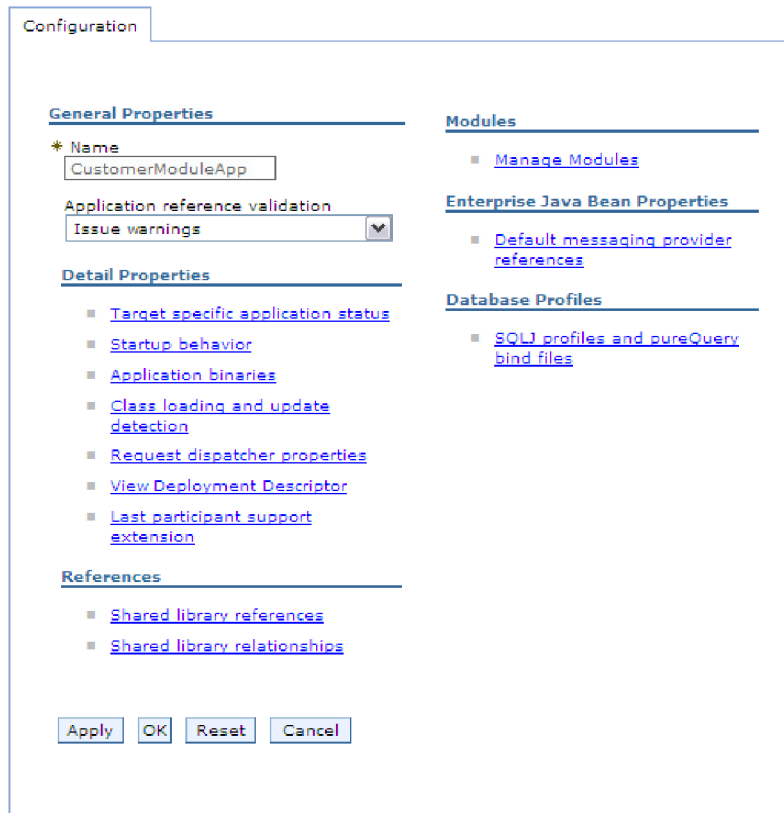 Configuration
General Properties
* Name
CustomerModuleApp
Application reference validation
Issue warnings
Detail Properties
Target specific application status
Startup behavior
Application binaries
Class loading and update
detection
Request dispatcher properties
View Deployment Descriptor
Last participant support
extension
References
Shared library references
Shared library relationships
Modules
Manage Modules
Enterprise Java Bean Properties
Default messaging provider
references
Database Profiles
SQLJ profiles and pureQuery
bind files
Apply OK Reset Cancel